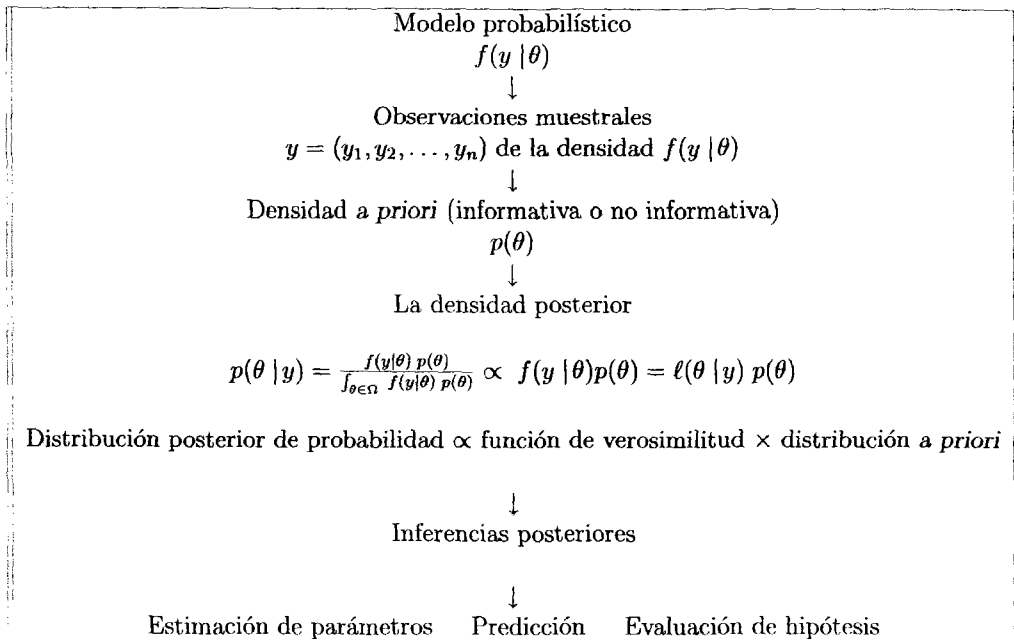 Modelo probabilístico
f(y | θ)
↓
Observaciones muestrales
y = (y₁, y₂, . . . , yₙ) de la densidad f(y | θ)
↓
Densidad a priori (informativa o no informativa)
p(θ)
↓
La densidad posterior
p(θ | y) = f(y|θ) p(θ) / ∫_{θ∈Ω} f(y|θ) p(θ) ∝ f(y | θ)p(θ) = ℓ(θ | y) p(θ)
Distribución posterior de probabilidad ∝ función de verosimilitud × distribución a priori
↓
Inferencias posteriores
↓
Estimación de parámetros Predicción Evaluación de hipótesis